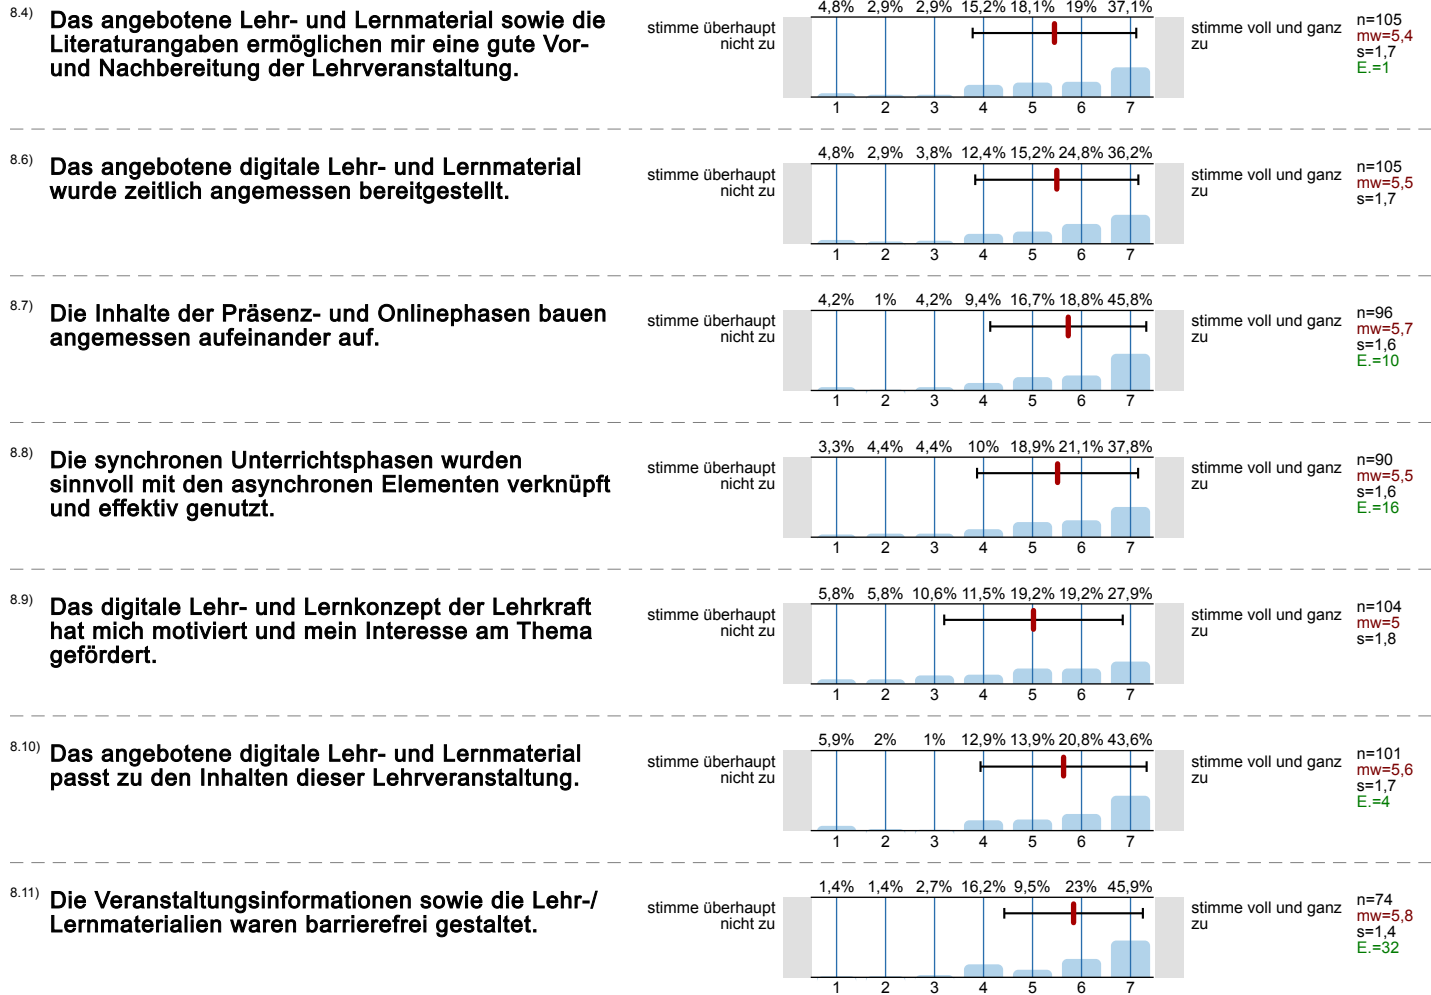 8.4) Das angebotene Lehr- und Lernmaterial sowie die
Literaturangaben ermöglichen mir eine gute Vor-
und Nachbereitung der Lehrveranstaltung.
stimme überhaupt
nicht zu
4,8% 2,9% 2,9% 15,2% 18,1% 19% 37,1%
1 2 3 4 5 6 7
stimme voll und ganz
zu
n=105
mw=5,4
s=1,7
E.=1
8.6) Das angebotene digitale Lehr- und Lernmaterial
wurde zeitlich angemessen bereitgestellt.
stimme überhaupt
nicht zu
4,8% 2,9% 3,8% 12,4% 15,2% 24,8% 36,2%
1 2 3 4 5 6 7
stimme voll und ganz
zu
n=105
mw=5,5
s=1,7
8.7) Die Inhalte der Präsenz- und Onlinephasen bauen
angemessen aufeinander auf.
stimme überhaupt
nicht zu
4,2% 1% 4,2% 9,4% 16,7% 18,8% 45,8%
1 2 3 4 5 6 7
stimme voll und ganz
zu
n=96
mw=5,7
s=1,6
E.=10
8.8) Die synchronen Unterrichtsphasen wurden
sinnvoll mit den asynchronen Elementen verknüpft
und effektiv genutzt.
stimme überhaupt
nicht zu
3,3% 4,4% 4,4% 10% 18,9% 21,1% 37,8%
1 2 3 4 5 6 7
stimme voll und ganz
zu
n=90
mw=5,5
s=1,6
E.=16
8.9) Das digitale Lehr- und Lernkonzept der Lehrkraft
hat mich motiviert und mein Interesse am Thema
gefördert.
stimme überhaupt
nicht zu
5,8% 5,8% 10,6% 11,5% 19,2% 19,2% 27,9%
1 2 3 4 5 6 7
stimme voll und ganz
zu
n=104
mw=5
s=1,8
8.10) Das angebotene digitale Lehr- und Lernmaterial
passt zu den Inhalten dieser Lehrveranstaltung.
stimme überhaupt
nicht zu
5,9% 2% 1% 12,9% 13,9% 20,8% 43,6%
1 2 3 4 5 6 7
stimme voll und ganz
zu
n=101
mw=5,6
s=1,7
E.=4
8.11) Die Veranstaltungsinformationen sowie die Lehr-/
Lernmaterialien waren barrierefrei gestaltet.
stimme überhaupt
nicht zu
1,4% 1,4% 2,7% 16,2% 9,5% 23% 45,9%
1 2 3 4 5 6 7
stimme voll und ganz
zu
n=74
mw=5,8
s=1,4
E.=32